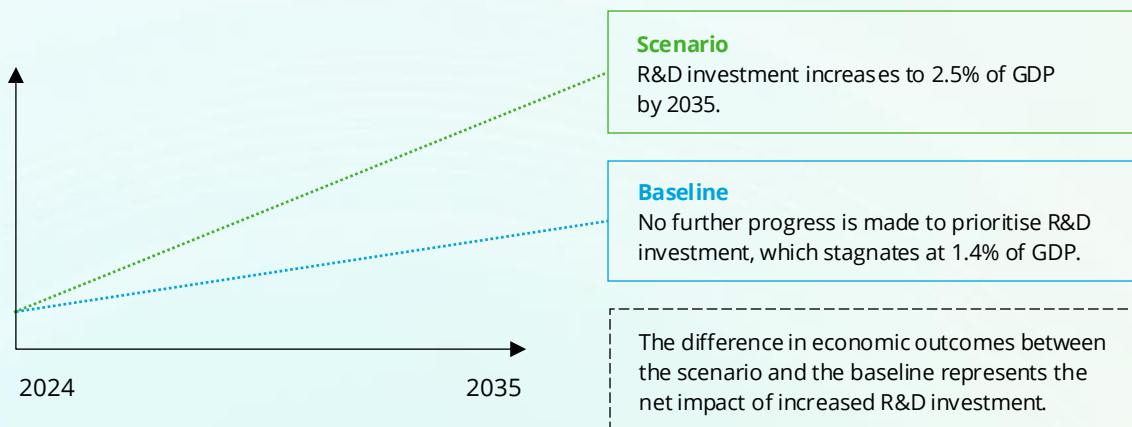 Scenario
R&D investment increases to 2.5% of GDP
by 2035.
Baseline
No further progress is made to prioritise R&D
investment, which stagnates at 1.4% of GDP.
The difference in economic outcomes between
the scenario and the baseline represents the
net impact of increased R&D investment.
2024
2035